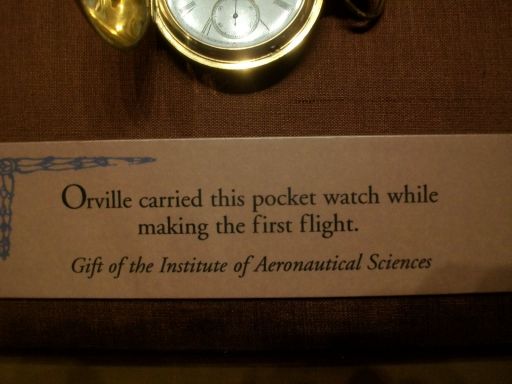 Orville carried this pocket watch while
making the first flight.
Gift of the Institute of Aeronautical Sciences